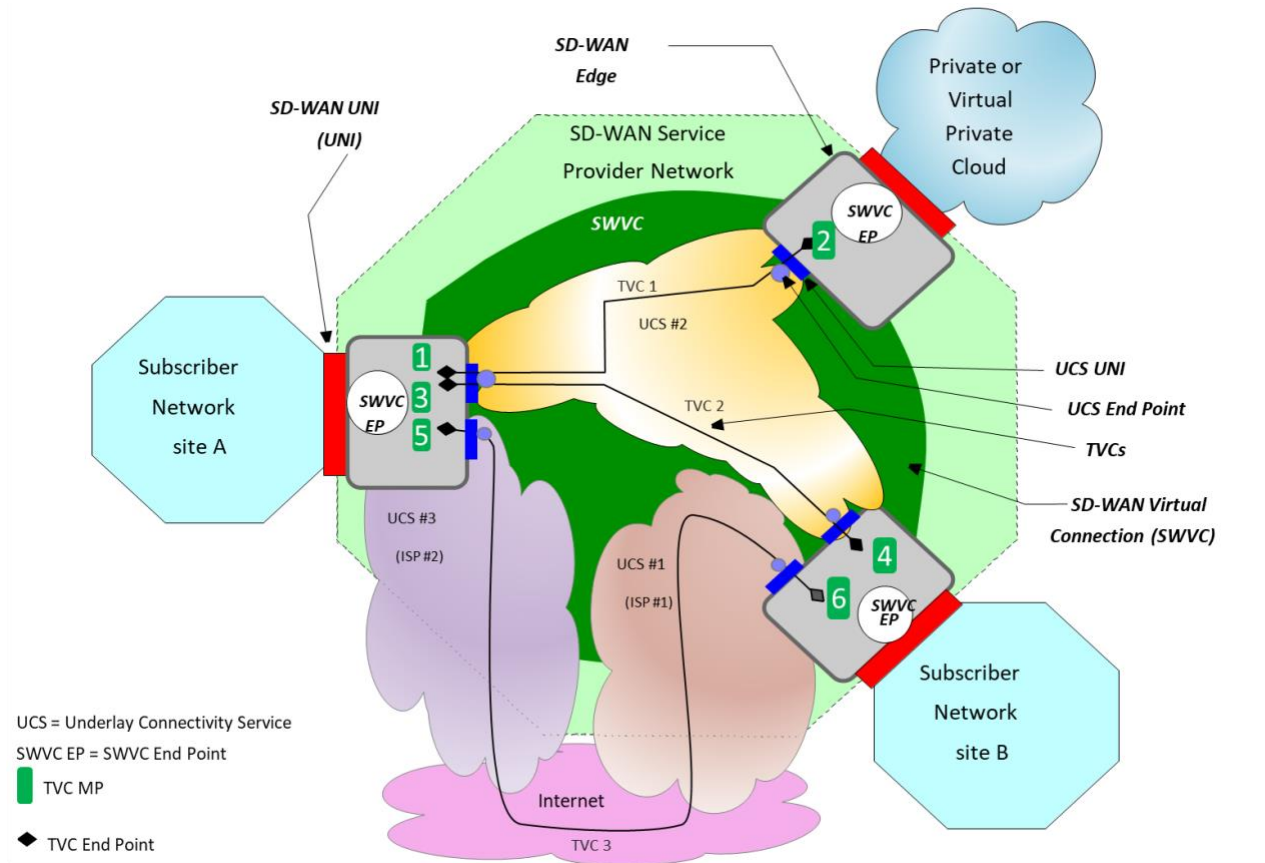 SD-WAN
Edge
Private or
Virtual
Private
Cloud
SD-WAN UNI
(UNI)
SD-WAN Service
Provider Network
SWVC
SWVC
EP
2
TVC 1
UCS #2
Subscriber
Network
site A
1
3
5
SWVC
EP
TVC 2
UCS UNI
UCS End Point
TVCs
SD-WAN Virtual
Connection (SWVC)
UCS #3
(ISP #2)
UCS #1
(ISP #1)
4
6
SWVC
EP
Subscriber
Network
site B
UCS = Underlay Connectivity Service
SWVC EP = SWVC End Point
TVC MP
TVC End Point
Internet
TVC 3